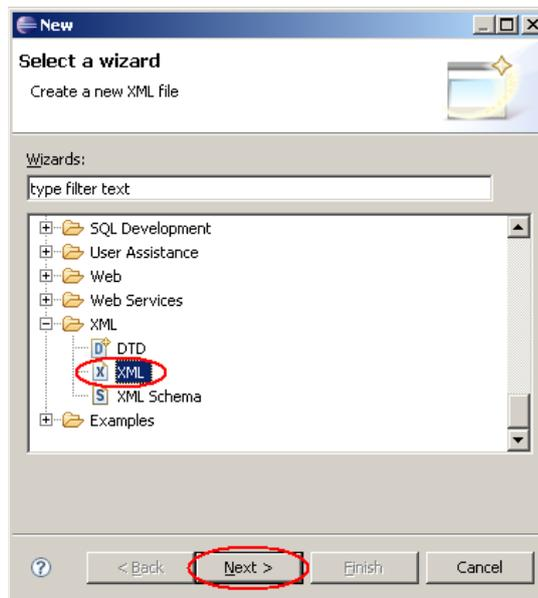 New
Select a wizard
Create a new XML file
Wizards:
type filter text
SQL Development
User Assistance
Web
Web Services
XML
DTD
XML
XML Schema
Examples
< Back Next > Finish Cancel